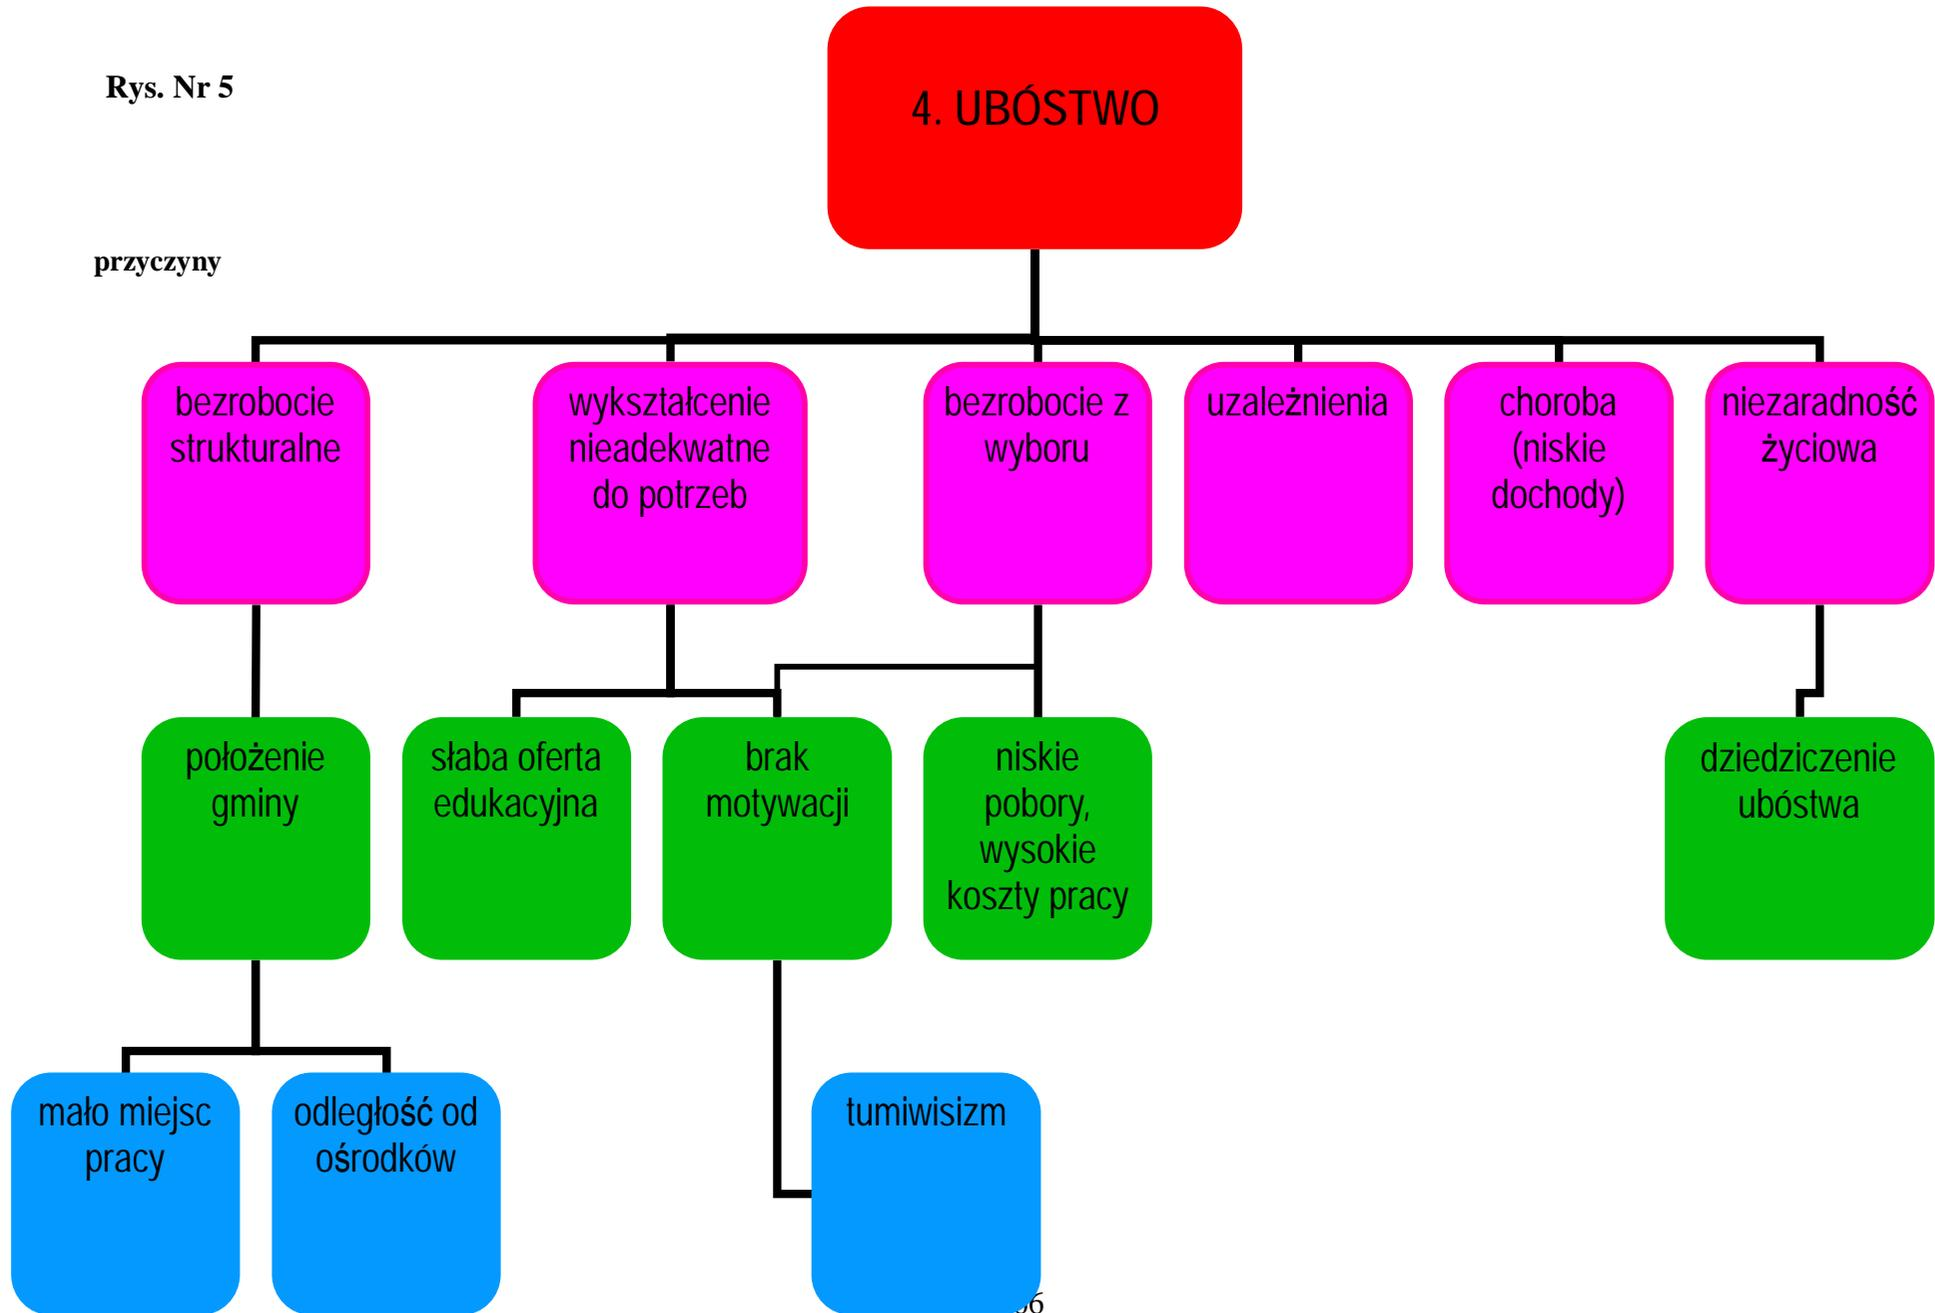 Rys. Nr 5
4. UBÓSTWO
przyczyny
bezrobocie
strukturalne
wykształcenie
nieadekwatne
do potrzeb
bezrobocie z
wyboru
uzależnienia
choroba
(niskie
dochody)
niezaradność
życiowa
położenie
gminy
słaba oferta
edukacyjna
brak
motywacji
niskie
pobory,
wysokie
koszty pracy
dziedziczenie
ubóstwa
mało miejsc
pracy
odległość od
ośrodków
tumiwisizm